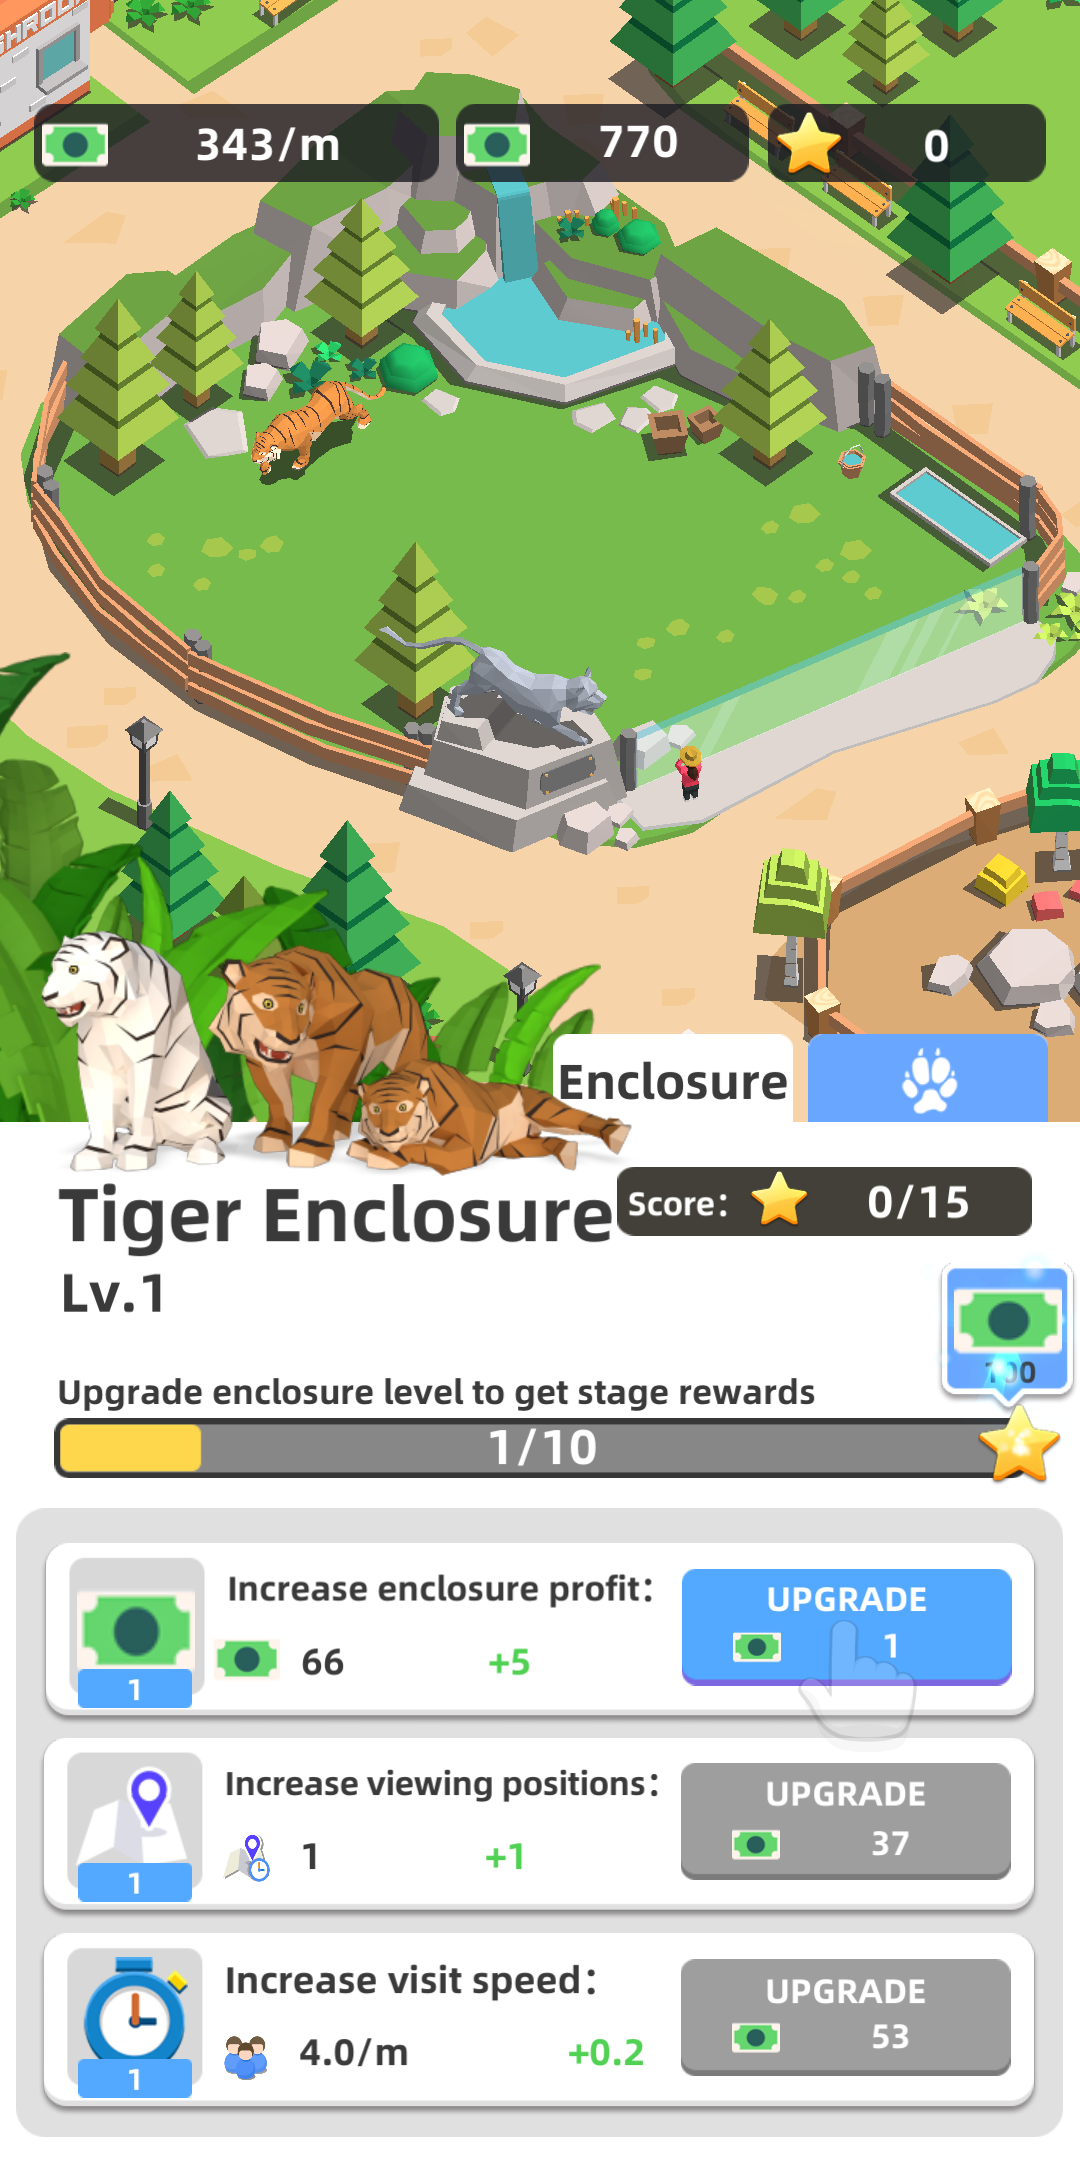 343/m
770
0
Enclosure
Tiger Enclosure
Score:
0/15
Lv.1
Upgrade enclosure level to get stage rewards
1/10
Increase enclosure profit:
66
+5
1
UPGRADE
1
Increase viewing positions:
1
+1
1
UPGRADE
37
Increase visit speed:
4.0/m
+0.2
1
UPGRADE
53